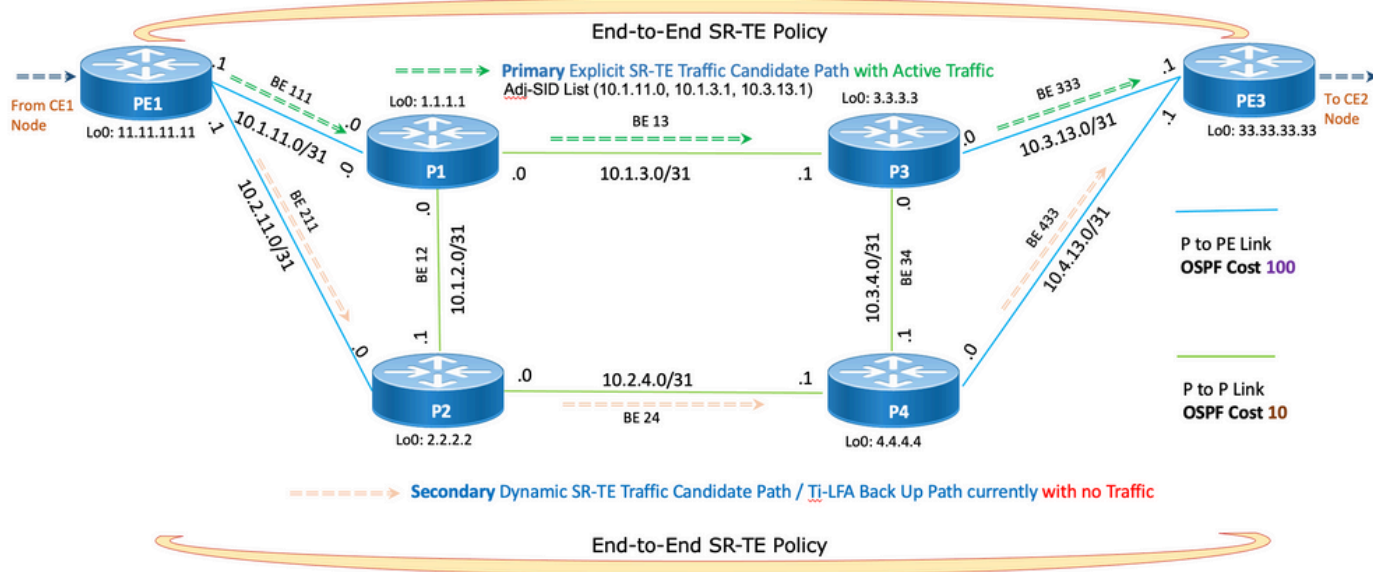 End-to-End SR-TE Policy
Primary Explicit SR-TE Traffic Candidate Path with Active Traffic
Adj-SID List (10.1.11.0, 10.1.3.1, 10.3.13.1)
From CE1
Node
PE1
Lo0: 11.11.11.11
.1
.1
BE 111
10.1.11.0/31
.0
.0
Lo0: 1.1.1.1
P1
BE 13
.0
10.1.3.0/31
.1
Lo0: 3.3.3.3
P3
.0
BE 333
10.3.13.0/31
.1
.1
PE3
Lo0: 33.33.33.33
To CE2
Node
BE 211
10.2.11.0/31
.0
.0
BE 12
10.1.2.0/31
.1
.0
10.3.4.0/31
BE 34
.1
BE 433
10.4.13.0/31
.0
P to PE Link
OSPF Cost 100
P2
Lo0: 2.2.2.2
.0
10.2.4.0/31
.1
BE 24
P4
Lo0: 4.4.4.4
P to P Link
OSPF Cost 10
Secondary Dynamic SR-TE Traffic Candidate Path / Ti-LFA Back Up Path currently with no Traffic
End-to-End SR-TE Policy